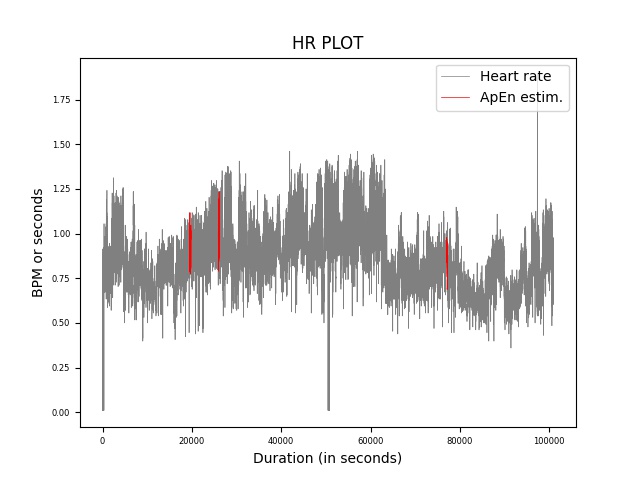 HR PLOT
Heart rate
ApEn estim.
1.75
1.50
1.25
1.00
0.75
0.50
0.25
0.00
BPM or seconds
0 20000 40000 60000 80000 100000
Duration (in seconds)